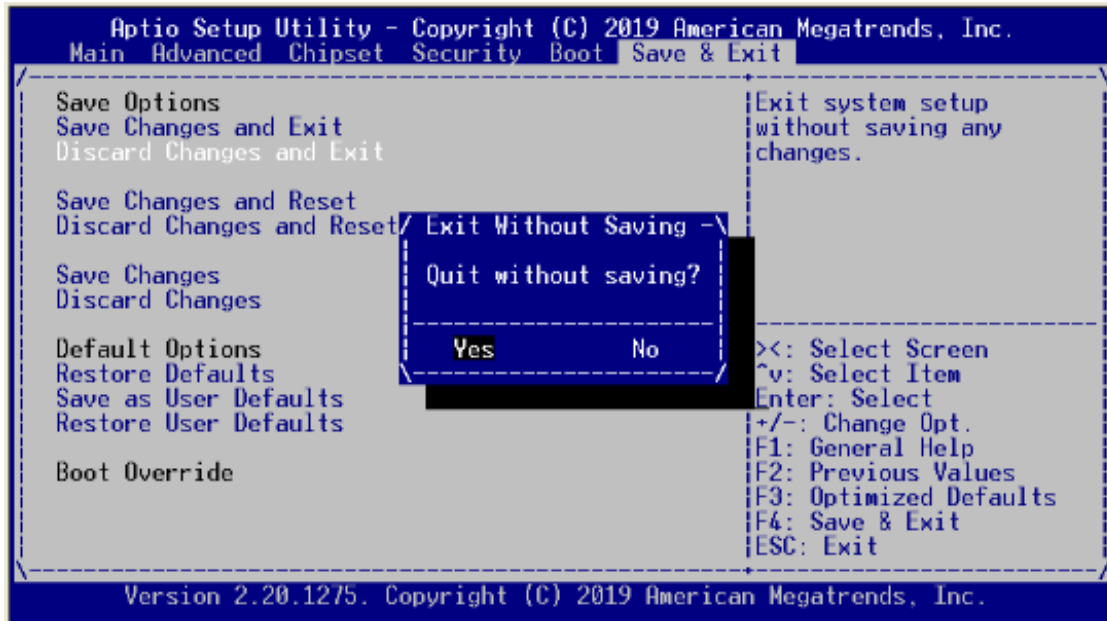 Aptio Setup Utility - Copyright (C) 2019 American Megatrends, Inc.
Main Advanced Chipset Security Boot Save & Exit
Save Options
Save Changes and Exit
Discard Changes and Exit
Save Changes and Reset
Discard Changes and Reset
Save Changes
Discard Changes
Default Options
Restore Defaults
Save as User Defaults
Restore User Defaults
Boot Override
Exit Without Saving
Quit without saving?
Yes No
Exit system setup
without saving any
changes.
><: Select Screen
^v: Select Item
Enter: Select
+/-: Change Opt.
F1: General Help
F2: Previous Values
F3: Optimized Defaults
F4: Save & Exit
ESC: Exit
Version 2.20.1275. Copyright (C) 2019 American Megatrends, Inc.